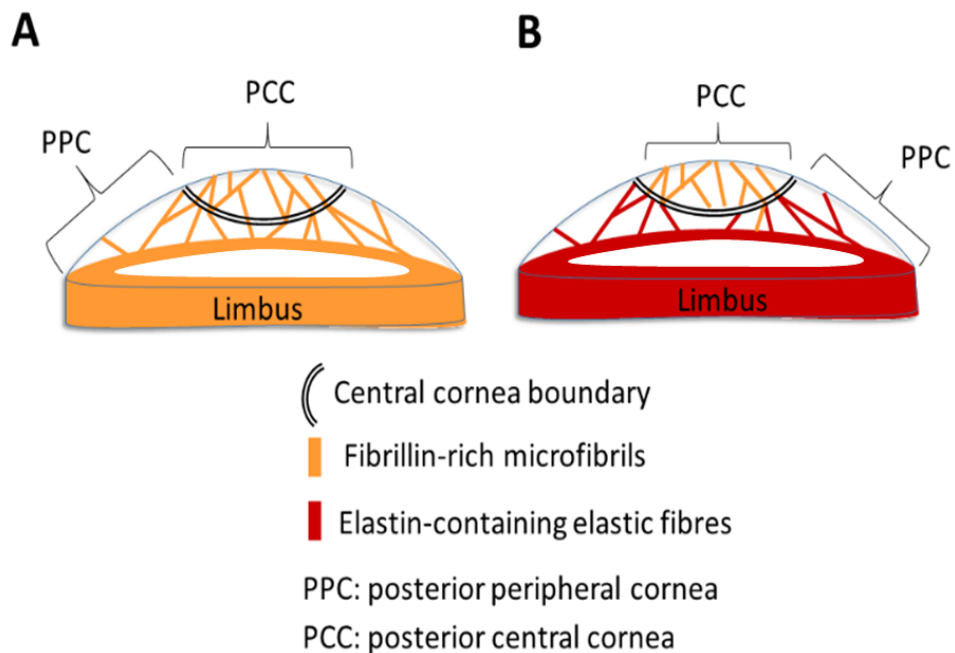 A
B
PCC
PCC
PPC
PPC
Limbus
Limbus
Central cornea boundary
Fibrillin-rich microfibrils
Elastin-containing elastic fibres
PPC: posterior peripheral cornea
PCC: posterior central cornea